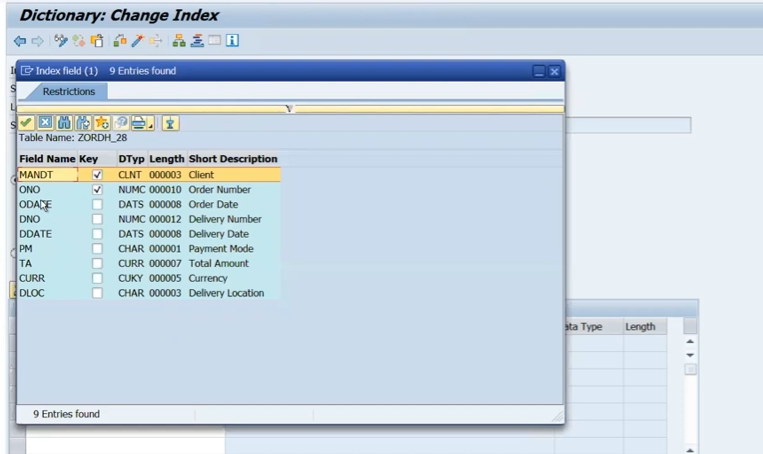 Dictionary: Change Index
Index field (1) 9 Entries found
Restrictions
Table Name: ZORDH_28
Field Name Key DTyp Length Short Description
MANDT CLNT 000003 Client
ONO NUMC 000010 Order Number
ODATE DATS 000008 Order Date
DNO NUMC 000012 Delivery Number
DDATE DATS 000008 Delivery Date
PM CHAR 000001 Payment Mode
TA CURR 000007 Total Amount
CURR CUKY 000005 Currency
DLOC CHAR 000003 Delivery Location
ata Type Length
9 Entries found